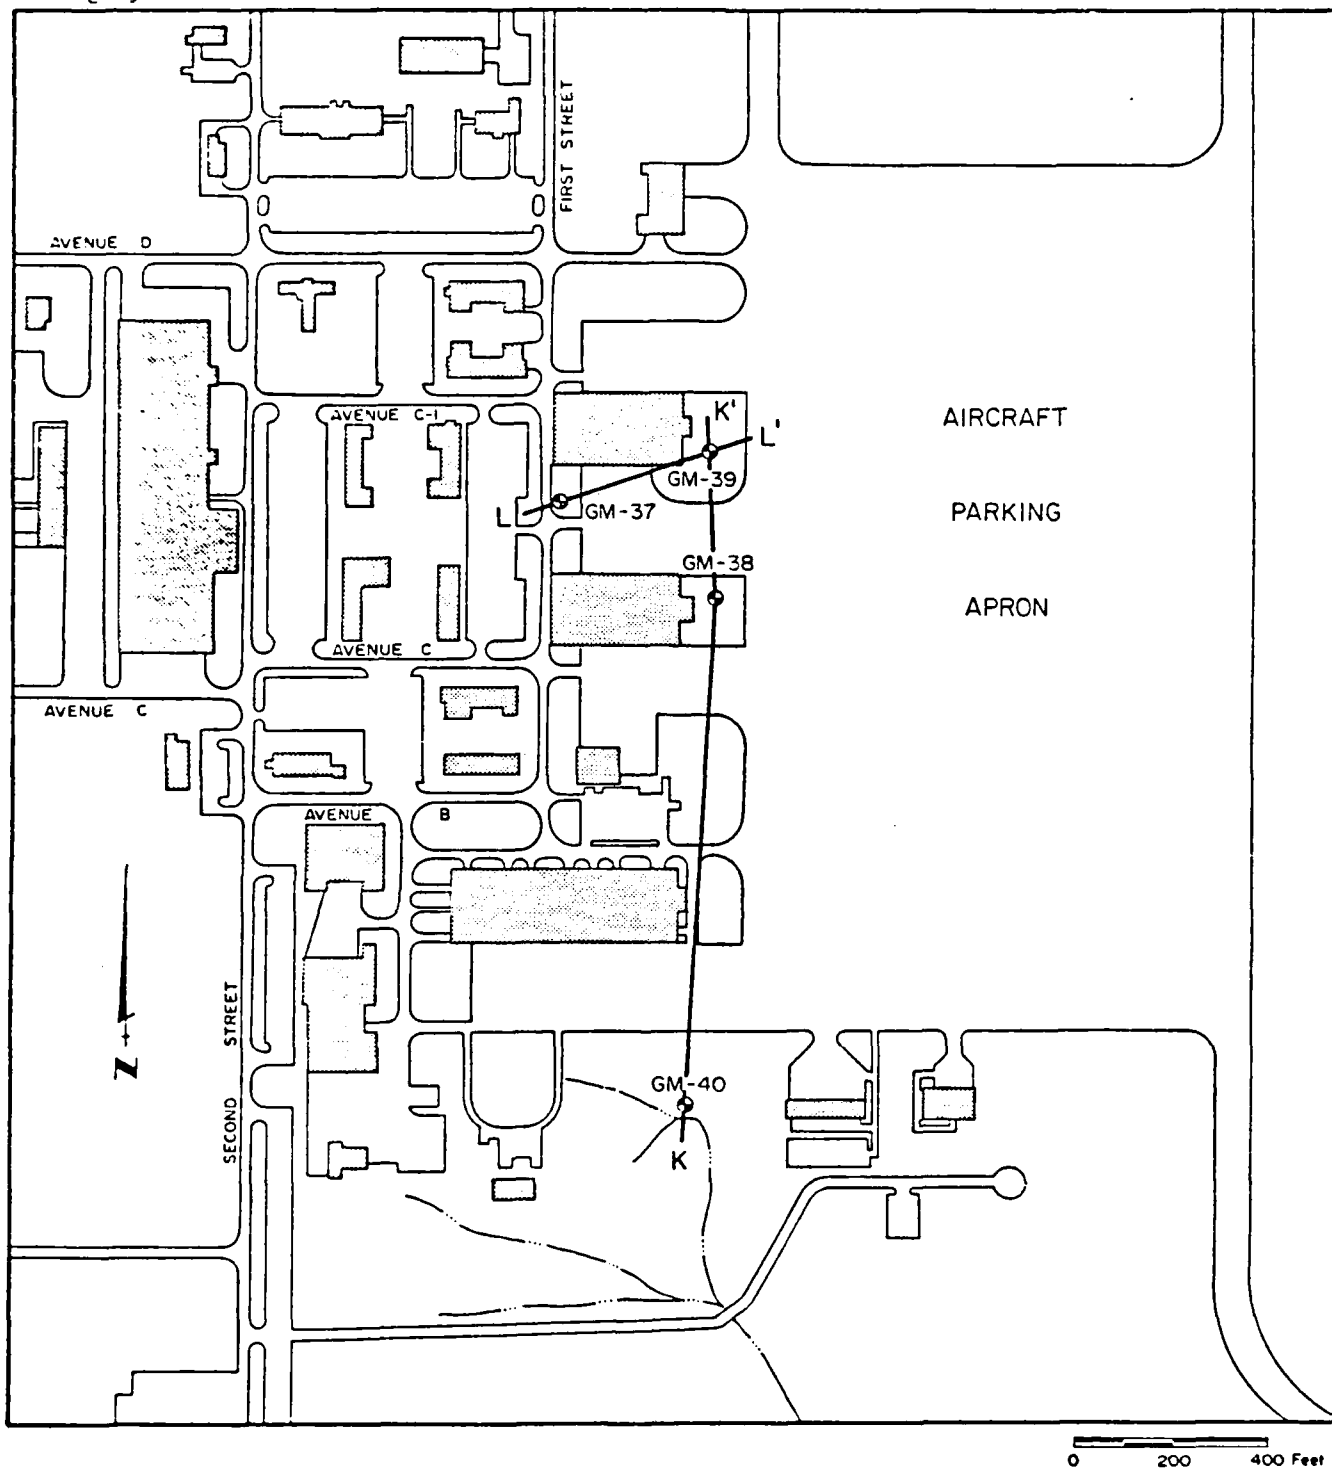 FIRST STREET
AVENUE D
AVENUE C-1
K'
L'
AIRCRAFT
GM-39
L
GM-37
PARKING
GM-38
APRON
AVENUE C
AVENUE C
AVENUE B
SECOND STREET
GM-40
K
0 200 400 Feet